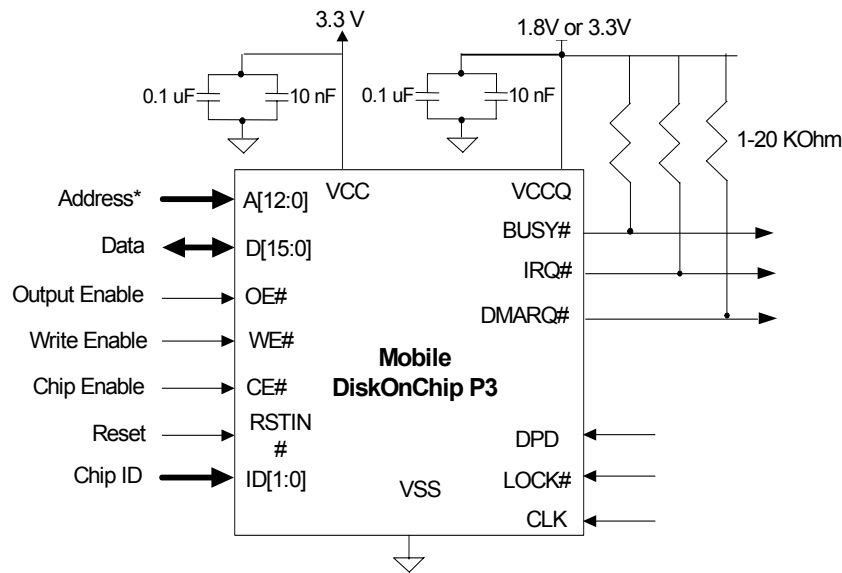 3.3 V
1.8V or 3.3V
0.1 uF
10 nF
0.1 uF
10 nF
1-20 KOhm
VCC
VCCQ
Address*
A[12:0]
BUSY#
Data
D[15:0]
IRQ#
Output Enable
OE#
DMARQ#
Write Enable
WE#
Mobile
DiskOnChip P3
Chip Enable
CE#
Reset
RSTIN
#
DPD
Chip ID
ID[1:0]
VSS
LOCK#
CLK